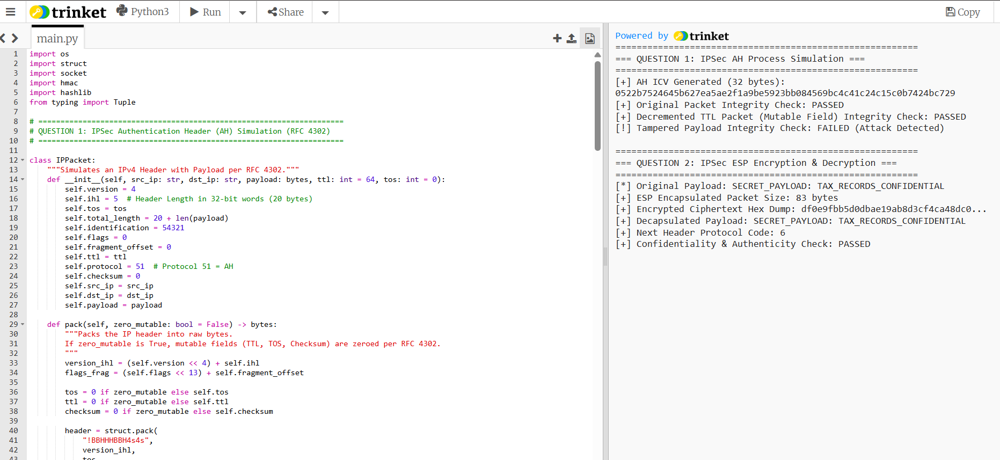 trinket Python3 Run Share Copy
main.py
1 import os
2 import struct
3 import socket
4 import hmac
5 import hashlib
6 from typing import Tuple
7
8 # =====================================================================
9 # QUESTION 1: IPSec Authentication Header (AH) Simulation (RFC 4302)
10 # =====================================================================
11
12 class IPPacket:
13     """Simulates an IPv4 Header with Payload per RFC 4302."""
14     def __init__(self, src_ip: str, dst_ip: str, payload: bytes, ttl: int = 64, tos: int = 0):
15         self.version = 4
16         self.ihl = 5  # Header Length in 32-bit words (20 bytes)
17         self.tos = tos
18         self.total_length = 20 + len(payload)
19         self.identification = 54321
20         self.flags = 0
21         self.fragment_offset = 0
22         self.ttl = ttl
23         self.protocol = 51  # Protocol 51 = AH
24         self.checksum = 0
25         self.src_ip = src_ip
26         self.dst_ip = dst_ip
27         self.payload = payload
28
29     def pack(self, zero_mutable: bool = False) -> bytes:
30         """Packs the IP header into raw bytes.
31         If zero_mutable is True, mutable fields (TTL, TOS, Checksum) are zeroed per RFC 4302.
32         """
33         version_ihl = (self.version << 4) + self.ihl
34         flags_frag = (self.flags << 13) + self.fragment_offset
35
36         tos = 0 if zero_mutable else self.tos
37         ttl = 0 if zero_mutable else self.ttl
38         checksum = 0 if zero_mutable else self.checksum
39
40         header = struct.pack(
41             "!BBHHHBBH4s4s",
42             version_ihl,
43             tos
Powered by trinket
=========================================================
=== QUESTION 1: IPSec AH Process Simulation ===
=========================================================
[+] AH ICV Generated (32 bytes):
0522b7524645b627ea5ae2f1a9be5923bb084569bc4c41c24c15c0b7424bc729
[+] Original Packet Integrity Check: PASSED
[+] Decremented TTL Packet (Mutable Field) Integrity Check: PASSED
[!] Tampered Payload Integrity Check: FAILED (Attack Detected)
=========================================================
=== QUESTION 2: IPSec ESP Encryption & Decryption ===
=========================================================
[*] Original Payload: SECRET_PAYLOAD: TAX_RECORDS_CONFIDENTIAL
[+] ESP Encapsulated Packet Size: 83 bytes
[+] Encrypted Ciphertext Hex Dump: df0e9fbb5d0dbae19ab8d3cf4ca48dc0...
[+] Decapsulated Payload: SECRET_PAYLOAD: TAX_RECORDS_CONFIDENTIAL
[+] Next Header Protocol Code: 6
[+] Confidentiality & Authenticity Check: PASSED